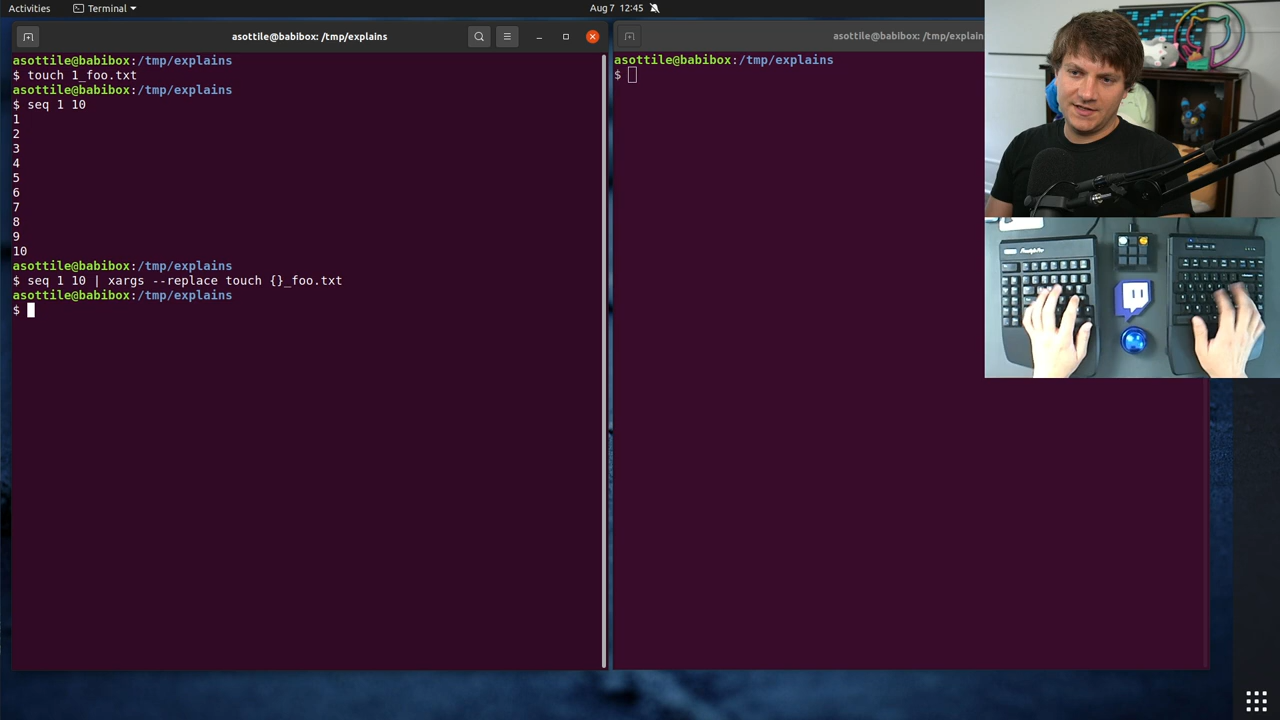 Activities
Terminal
Aug 7 12:45
asottile@babibox: /tmp/explains
asottile@babibox:/tmp/explains
$ touch 1_foo.txt
asottile@babibox:/tmp/explains
$ seq 1 10
1
2
3
4
5
6
7
8
9
10
asottile@babibox:/tmp/explains
$ seq 1 10 | xargs --replace touch {}_foo.txt
asottile@babibox:/tmp/explains
$
asottile@babibox: /tmp/explain
asottile@babibox:/tmp/explains
$